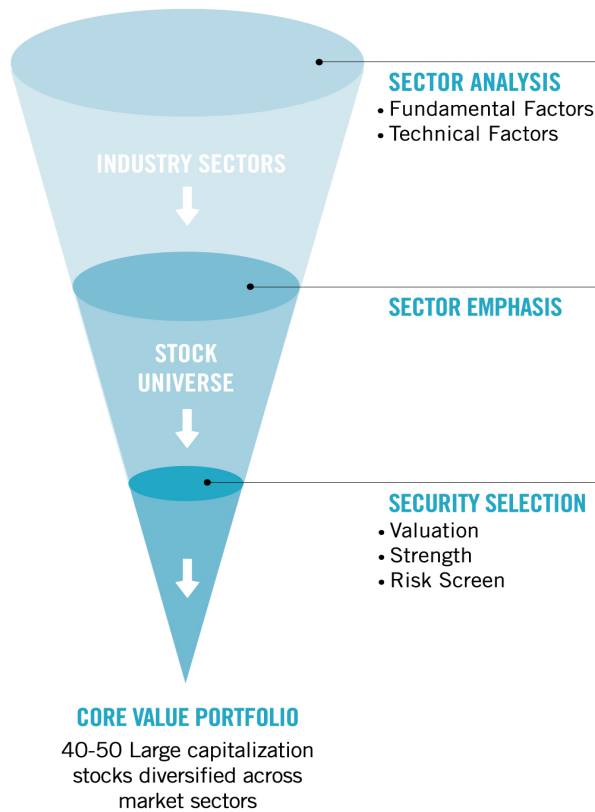 SECTOR ANALYSIS
• Fundamental Factors
• Technical Factors
INDUSTRY SECTORS
SECTOR EMPHASIS
STOCK
UNIVERSE
SECURITY SELECTION
• Valuation
• Strength
• Risk Screen
CORE VALUE PORTFOLIO
40-50 Large capitalization
stocks diversified across
market sectors